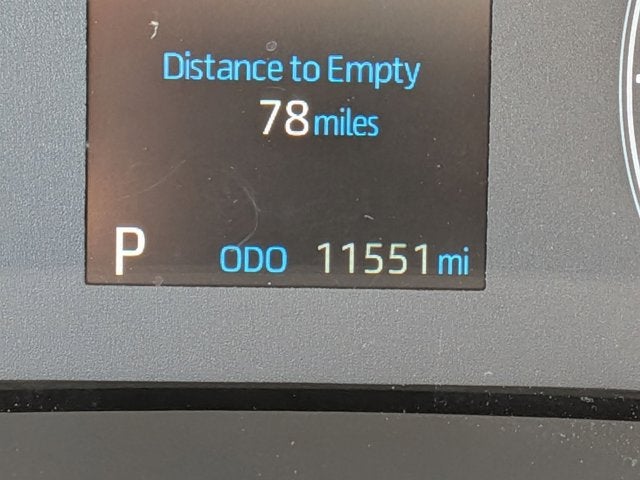 Distance to Empty
78 miles
P ODO 11551 mi